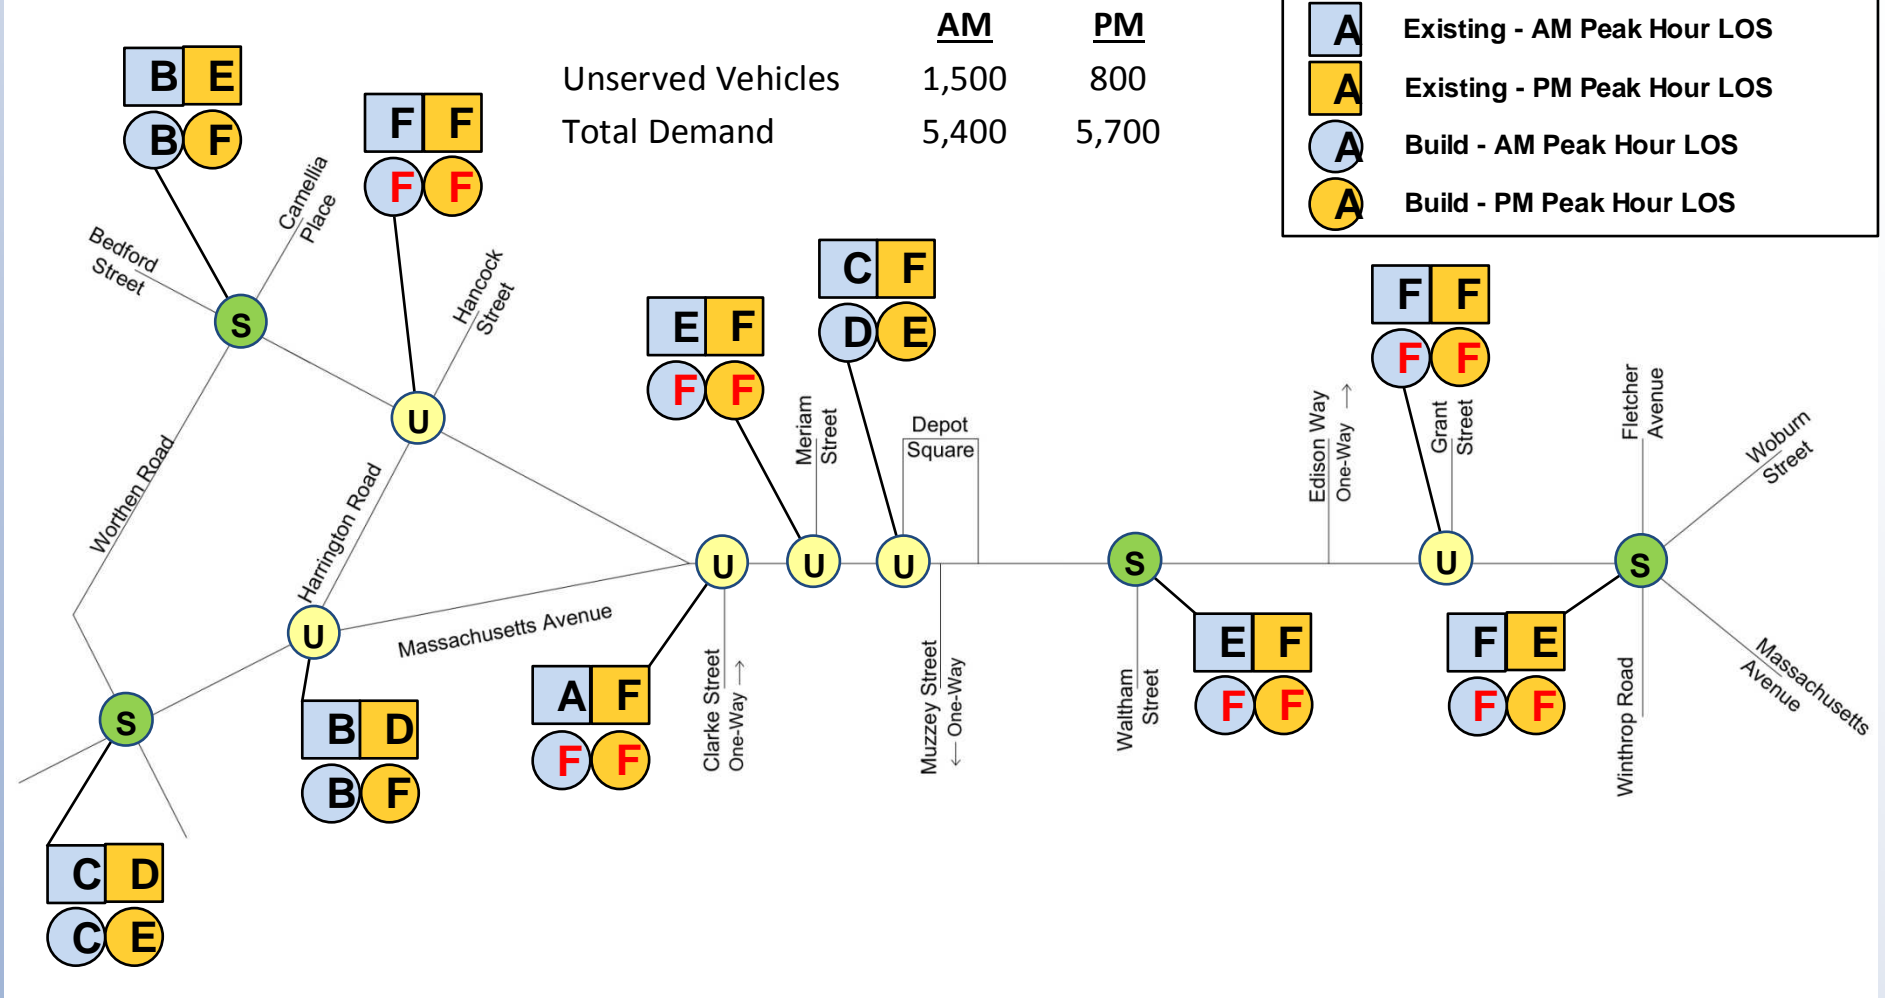 AM PM
Unserved Vehicles 1,500 800
Total Demand 5,400 5,700
A Existing - AM Peak Hour LOS
A Existing - PM Peak Hour LOS
A Build - AM Peak Hour LOS
A Build - PM Peak Hour LOS
B E
B F
F F
F F
Camellia
Place
Bedford
Street
S
Hancock
Street
U
Worthen Road
Harrington Road
E F
F F
C F
D E
Meriam
Street
Depot
Square
Edison Way
One-Way →
F F
F F
Grant
Street
Fletcher
Avenue
Woburn
Street
U
U
U
S
U
S
U
Massachusetts Avenue
S
B D
B F
C D
C E
A F
F F
Clarke Street
One-Way →
Muzzey Street
← One-Way
Waltham
Street
E F
F F
F E
F F
Winthrop Road
Massachusetts
Avenue